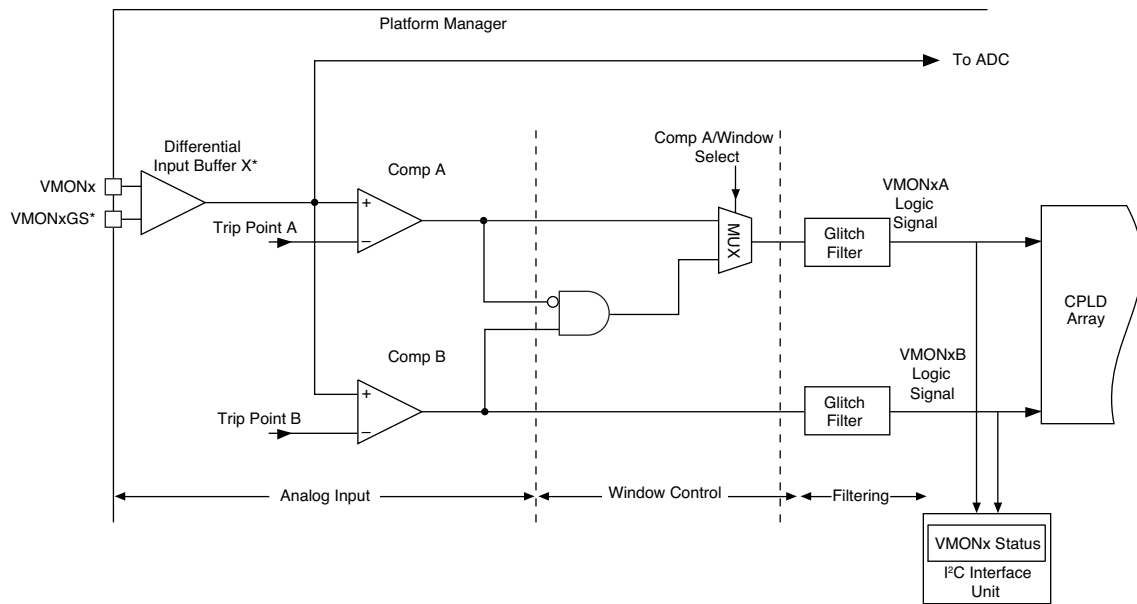 Platform Manager
To ADC
Differential
Input Buffer X*
Comp A/Window
Select
Comp A
VMONx
VMONxGS*
VMONxA
Logic
Signal
Trip Point A
+
–
MUX
Glitch
Filter
CPLD
Array
Comp B
VMONxB
Logic
Signal
Trip Point B
+
–
Glitch
Filter
Analog Input
Window Control
Filtering
VMONx Status
I²C Interface
Unit